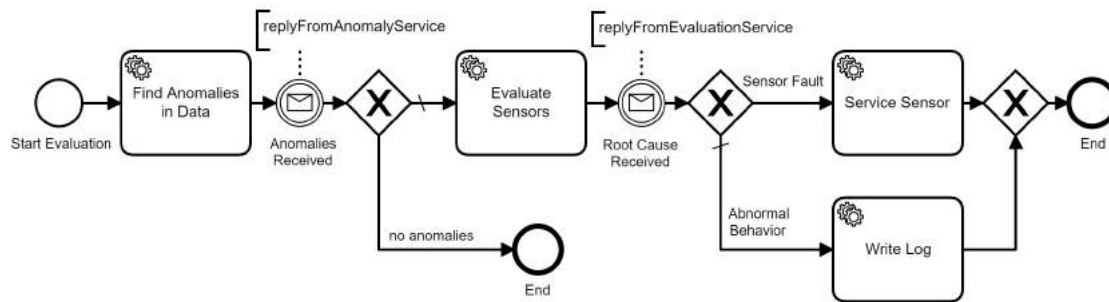 replyFromAnomalyService
replyFromEvaluationService
Find Anomalies
in Data
Evaluate
Sensors
Sensor Fault
Service Sensor
Start Evaluation
Anomalies
Received
Root Cause
Received
End
Abnormal
Behavior
no anomalies
Write Log
End